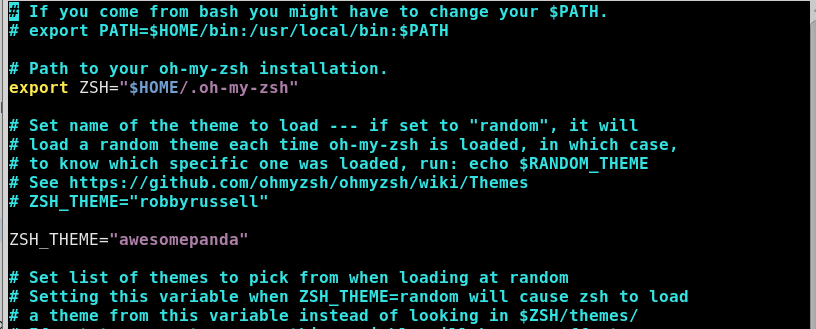 # If you come from bash you might have to change your $PATH.
# export PATH=$HOME/bin:/usr/local/bin:$PATH
# Path to your oh-my-zsh installation.
export ZSH="$HOME/.oh-my-zsh"
# Set name of the theme to load --- if set to "random", it will
# load a random theme each time oh-my-zsh is loaded, in which case,
# to know which specific one was loaded, run: echo $RANDOM_THEME
# See https://github.com/ohmyzsh/ohmyzsh/wiki/Themes
# ZSH_THEME="robbyrussell"
ZSH_THEME="awesomepanda"
# Set list of themes to pick from when loading at random
# Setting this variable when ZSH_THEME=random will cause zsh to load
# a theme from this variable instead of looking in $ZSH/themes/